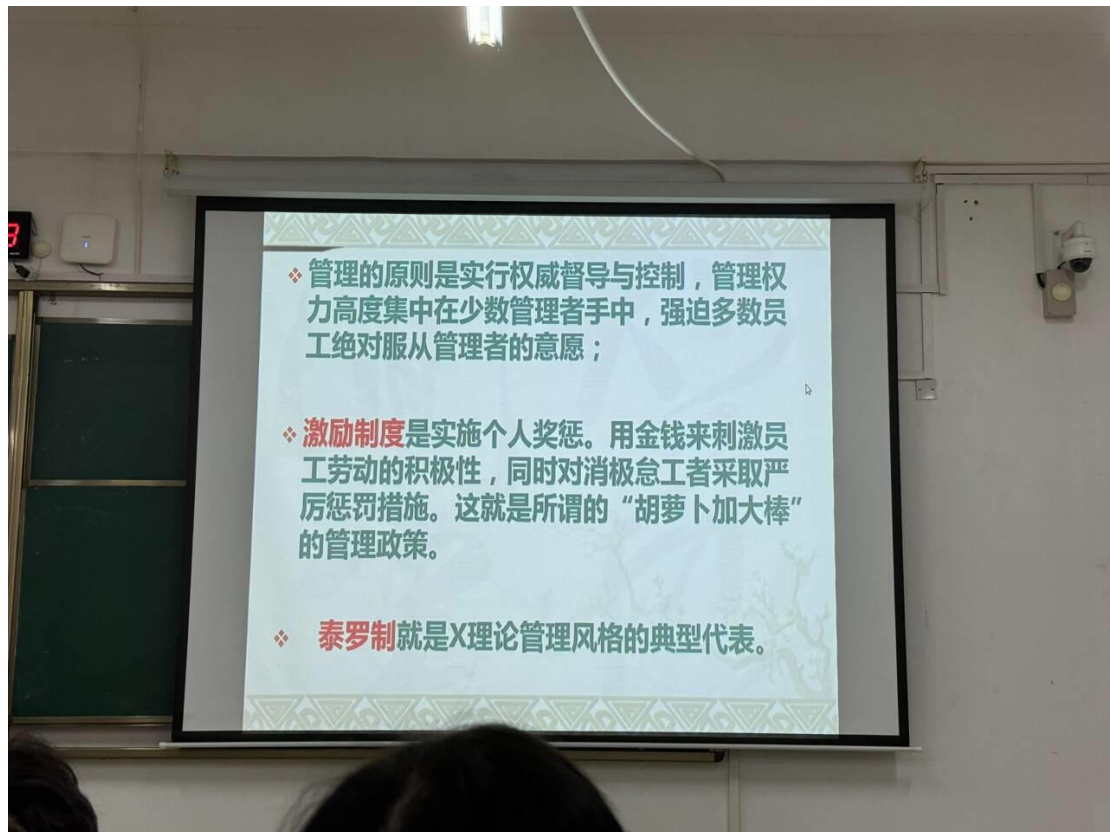 ❖管理的原则是实行权威督导与控制，管理权
力高度集中在少数管理者手中，强迫多数员
工绝对服从管理者的意愿；
❖激励制度是实施个人奖惩。用金钱来刺激员
工劳动的积极性，同时对消极怠工者采取严
厉惩罚措施。这就是所谓的“胡萝卜加大棒”
的管理政策。
❖ 泰罗制就是X理论管理风格的典型代表。